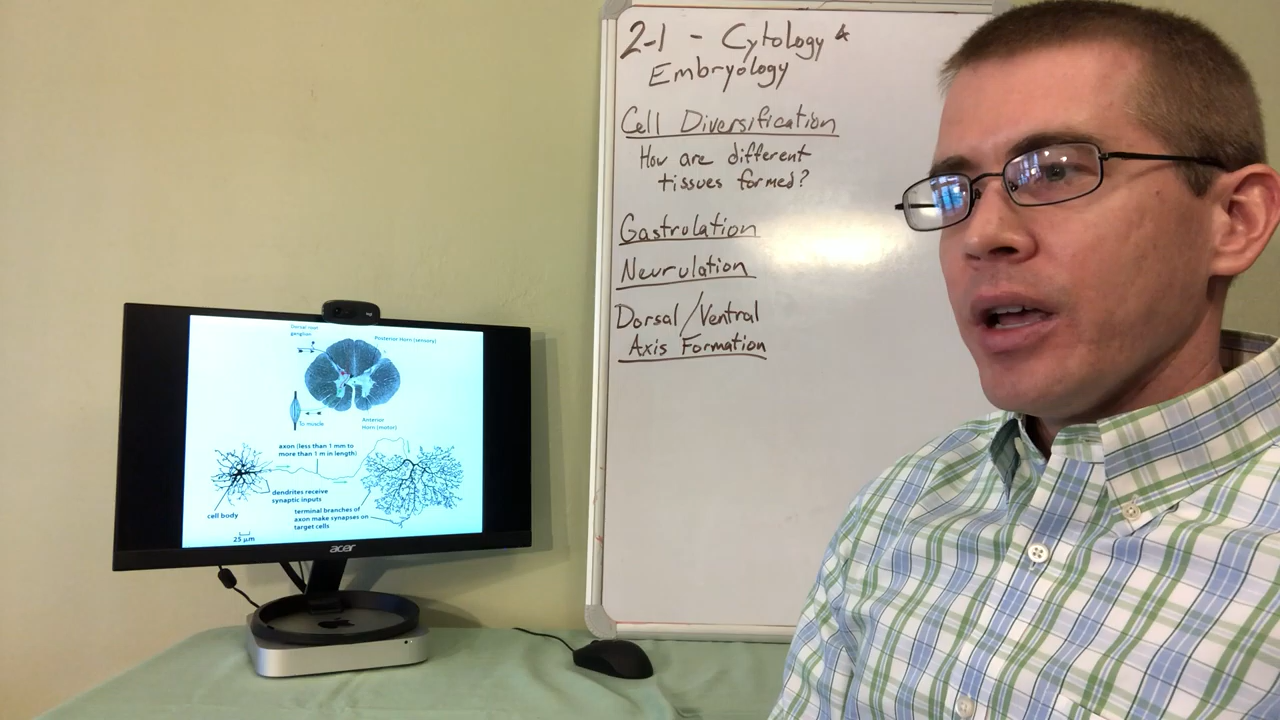 2-1 - Cytology &
Embryology
Cell Diversification
How are different
tissues formed?
Gastrulation
Neurulation
Dorsal/Ventral
Axis Formation
Dorsal root
ganglion
Posterior Horn (sensory)
To muscle
Anterior
Horn (motor)
axon (less than 1 mm to
more than 1 m in length)
dendrites receive
synaptic inputs
cell body
terminal branches of
axon make synapses on
target cells
25 µm
acer